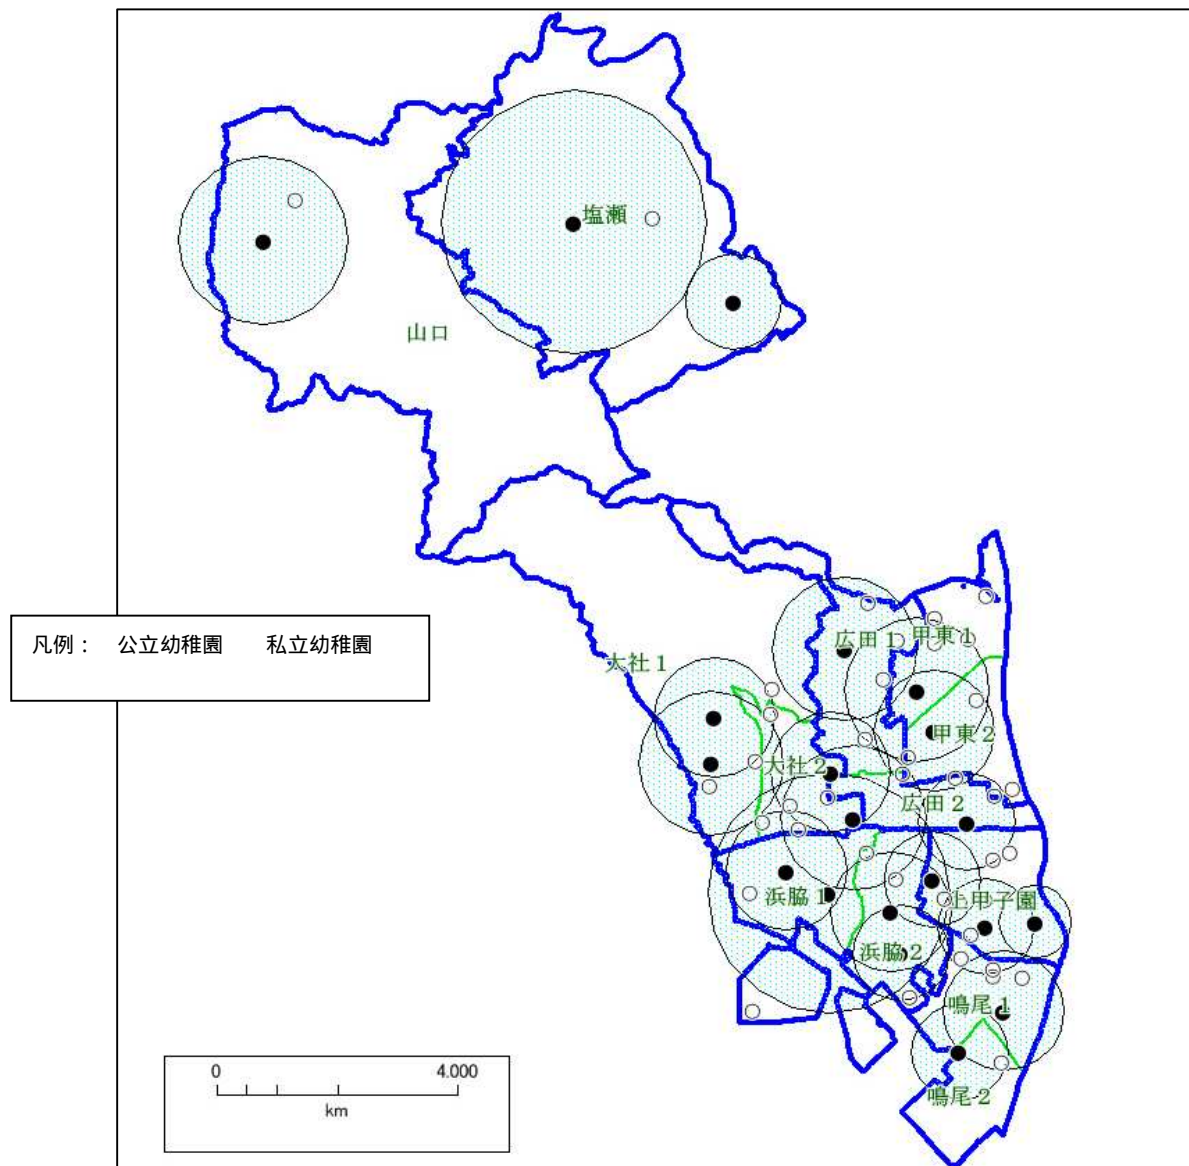 塩瀬
山口
凡例： 公立幼稚園 私立幼稚園
広田１
甲東１
大社１
甲東２
大社２
広田２
浜脇１
上甲子園
浜脇２
鳴尾１
鳴尾２
0 4.000
km